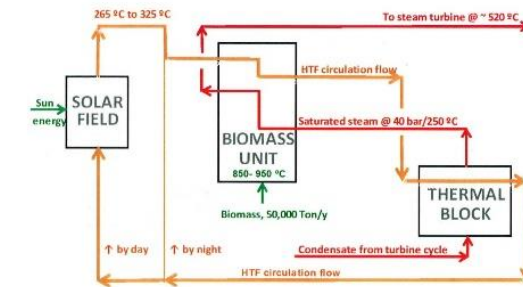 265 ºC to 325 ºC
To steam turbine @ ~ 520 ºC
HTF circulation flow
Sun
energy
SOLAR
FIELD
Saturated steam @ 40 bar/250 ºC
BIOMASS
UNIT
850- 950 ºC
THERMAL
BLOCK
Biomass, 50,000 Ton/y
↑ by day
↑ by night
Condensate from turbine cycle
HTF circulation flow